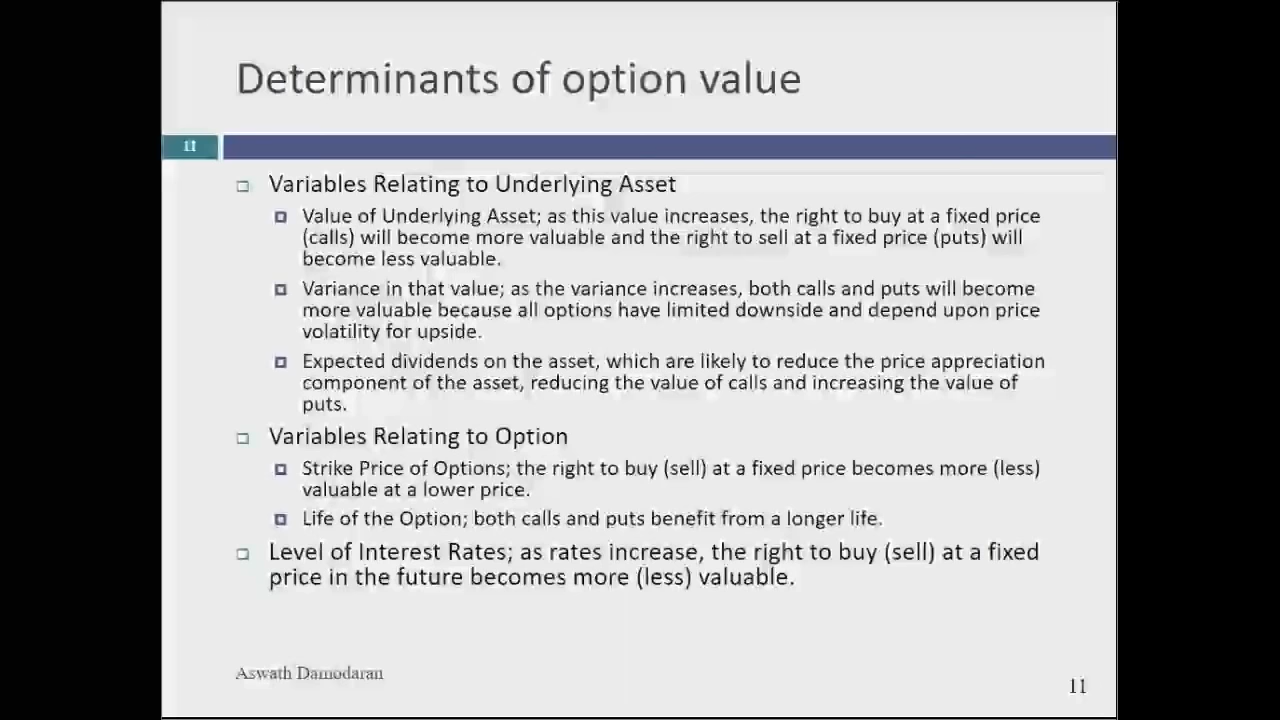 Determinants of option value
11
Variables Relating to Underlying Asset
Value of Underlying Asset; as this value increases, the right to buy at a fixed price
(calls) will become more valuable and the right to sell at a fixed price (puts) will
become less valuable.
Variance in that value; as the variance increases, both calls and puts will become
more valuable because all options have limited downside and depend upon price
volatility for upside.
Expected dividends on the asset, which are likely to reduce the price appreciation
component of the asset, reducing the value of calls and increasing the value of
puts.
Variables Relating to Option
Strike Price of Options; the right to buy (sell) at a fixed price becomes more (less)
valuable at a lower price.
Life of the Option; both calls and puts benefit from a longer life.
Level of Interest Rates; as rates increase, the right to buy (sell) at a fixed
price in the future becomes more (less) valuable.
Aswath Damodaran
11